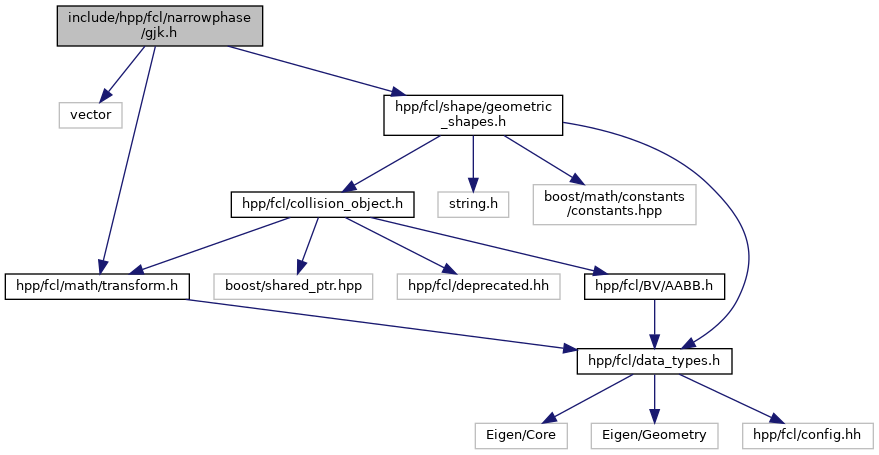 include/hpp/fcl/narrowphase
/gjk.h
vector
hpp/fcl/shape/geometric
_shapes.h
hpp/fcl/collision_object.h
string.h
boost/math/constants
/constants.hpp
hpp/fcl/math/transform.h
boost/shared_ptr.hpp
hpp/fcl/deprecated.hh
hpp/fcl/BV/AABB.h
hpp/fcl/data_types.h
Eigen/Core
Eigen/Geometry
hpp/fcl/config.hh